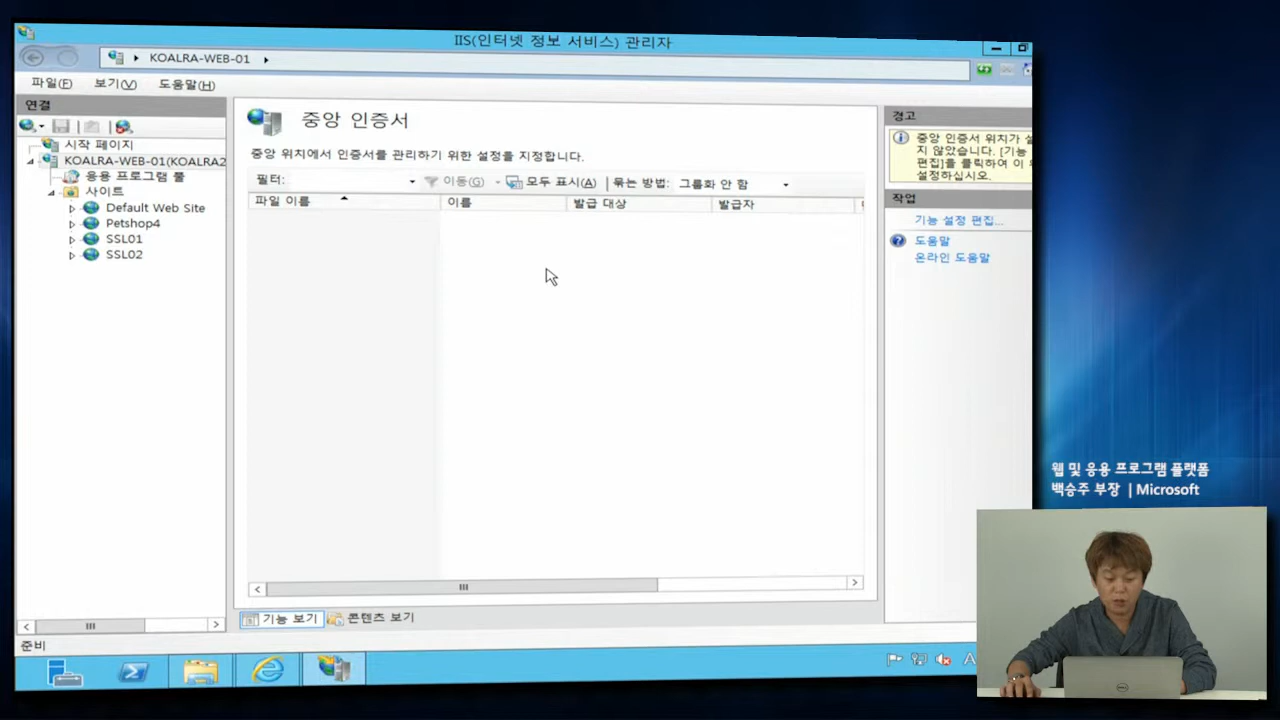 IIS(인터넷 정보 서비스) 관리자
KOALRA-WEB-01
파일(F) 보기(V) 도움말(H)
연결
시작 페이지
KOALRA-WEB-01(KOALRA2
응용 프로그램 풀
사이트
Default Web Site
Petshop4
SSL01
SSL02
중앙 인증서
중앙 위치에서 인증서를 관리하기 위한 설정을 지정합니다.
필터: 이동(G) 모두 표시(A) 묶는 방법: 그룹화 안 함
파일 이름 이름 발급 대상 발급자
기능 보기 콘텐츠 보기
경고
중앙 인증서 위치가 설
지 않았습니다. [기능
편집]을 클릭하여 이 위
설정하십시오.
작업
기능 설정 편집...
도움말
온라인 도움말
준비
A
웹 및 응용 프로그램 플랫폼
백승주 부장 | Microsoft
DELL